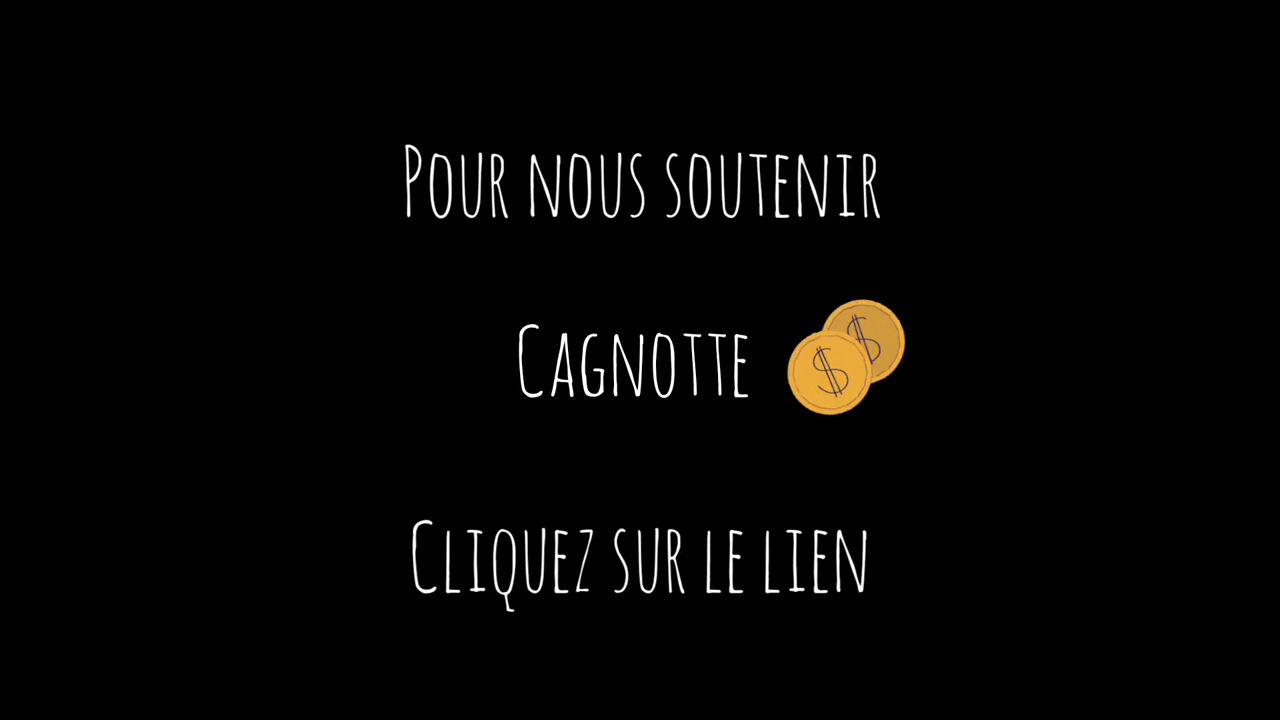 Pour nous soutenir
Cagnotte
$
$
Cliquez sur le lien